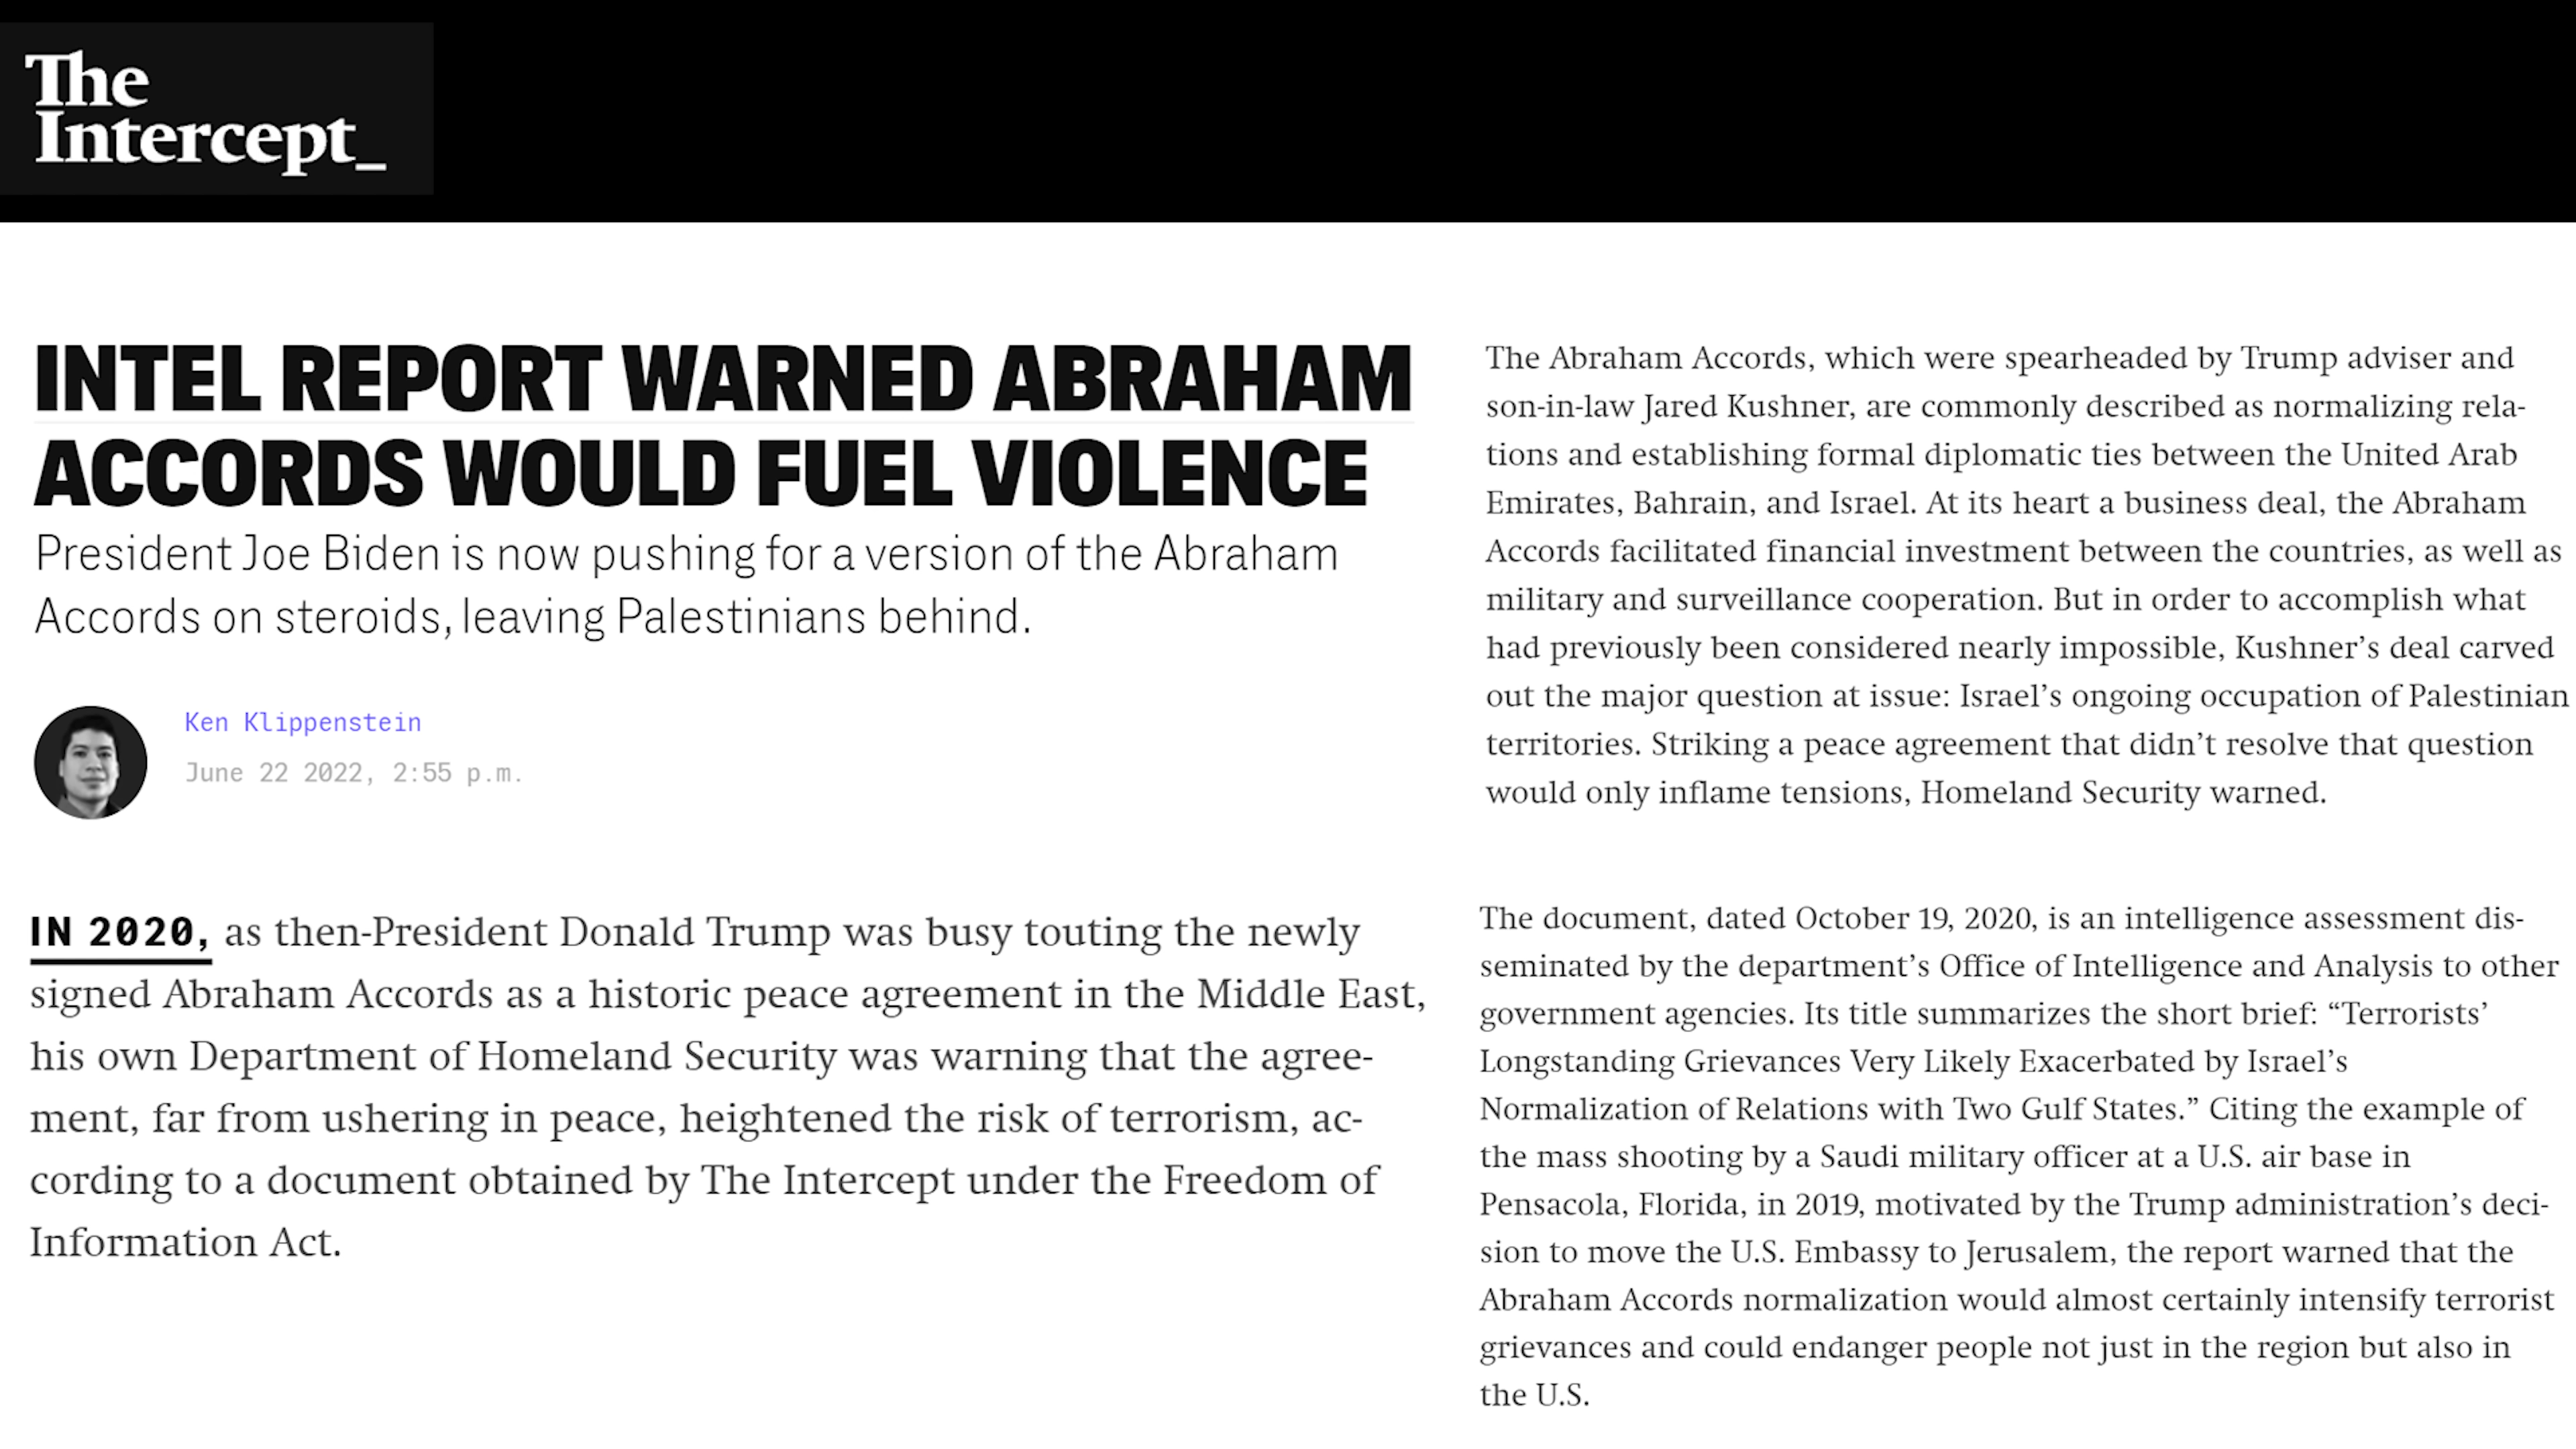 The
Intercept_
INTEL REPORT WARNED ABRAHAM
ACCORDS WOULD FUEL VIOLENCE
President Joe Biden is now pushing for a version of the Abraham
Accords on steroids, leaving Palestinians behind.
Ken Klippenstein
June 22 2022, 2:55 p.m.
IN 2020, as then-President Donald Trump was busy touting the newly
signed Abraham Accords as a historic peace agreement in the Middle East,
his own Department of Homeland Security was warning that the agree-
ment, far from ushering in peace, heightened the risk of terrorism, ac-
cording to a document obtained by The Intercept under the Freedom of
Information Act.
The Abraham Accords, which were spearheaded by Trump adviser and
son-in-law Jared Kushner, are commonly described as normalizing rela-
tions and establishing formal diplomatic ties between the United Arab
Emirates, Bahrain, and Israel. At its heart a business deal, the Abraham
Accords facilitated financial investment between the countries, as well as
military and surveillance cooperation. But in order to accomplish what
had previously been considered nearly impossible, Kushner’s deal carved
out the major question at issue: Israel’s ongoing occupation of Palestinian
territories. Striking a peace agreement that didn’t resolve that question
would only inflame tensions, Homeland Security warned.
The document, dated October 19, 2020, is an intelligence assessment dis-
seminated by the department’s Office of Intelligence and Analysis to other
government agencies. Its title summarizes the short brief: “Terrorists’
Longstanding Grievances Very Likely Exacerbated by Israel’s
Normalization of Relations with Two Gulf States.” Citing the example of
the mass shooting by a Saudi military officer at a U.S. air base in
Pensacola, Florida, in 2019, motivated by the Trump administration’s deci-
sion to move the U.S. Embassy to Jerusalem, the report warned that the
Abraham Accords normalization would almost certainly intensify terrorist
grievances and could endanger people not just in the region but also in
the U.S.